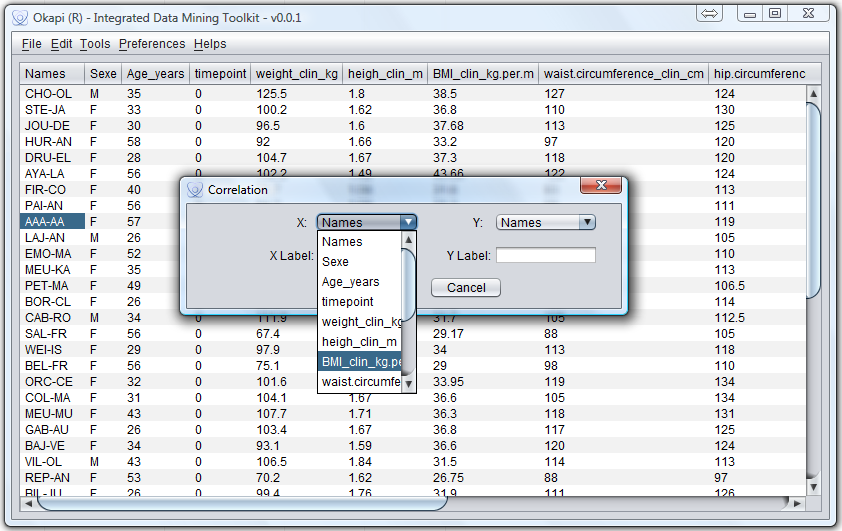 Okapi (R) - Integrated Data Mining Toolkit - v0.0.1
File Edit Tools Preferences Helps
Names Sexe Age_years timepoint weight_clin_kg heigh_clin_m BMI_clin_kg.per.m waist.circumference_clin_cm hip.circumferenc
CHO-OL M 35 0 125.5 1.8 38.5 127 124
STE-JA F 33 0 100.2 1.62 36.8 110 130
JOU-DE F 30 0 96.5 1.6 37.68 113 125
HUR-AN F 58 0 92 1.66 33.2 97 120
DRU-EL F 28 0 104.7 1.67 37.3 118 120
AYA-LA F 56 0 102.2 1.49 43.66 122 124
FIR-CO F 40 113
PAI-AN F 56 111
AAA-AA F 57 119
LAJ-AN M 26 105
EMO-MA F 52 110
MEU-KA F 35 113
PET-MA F 49 106.5
BOR-CL F 26 114
CAB-RO M 34 0 111.9 31.7 105 112.5
SAL-FR F 56 0 67.4 29.17 88 105
WEI-IS F 29 0 97.9 34 113 118
BEL-FR F 56 0 75.1 29 98 110
ORC-CE F 32 0 101.6 33.95 119 134
COL-MA F 31 0 104.1 1.67 36.6 105 134
MEU-MU F 43 0 107.7 1.71 36.3 118 131
GAB-AU F 26 0 103.4 1.67 36.8 117 125
BAJ-VE F 34 0 93.1 1.59 36.6 120 124
VIL-OL M 43 0 106.5 1.84 31.5 114 113
REP-AN F 53 0 70.2 1.62 26.75 88 97
BIL-JU F 26 0 99.4 1.76 31.9 111 126
Correlation
X: Names Y: Names
X Label: Y Label:
Cancel
Names
Sexe
Age_years
timepoint
weight_clin_kg
heigh_clin_m
BMI_clin_kg.pe
waist.circumfe